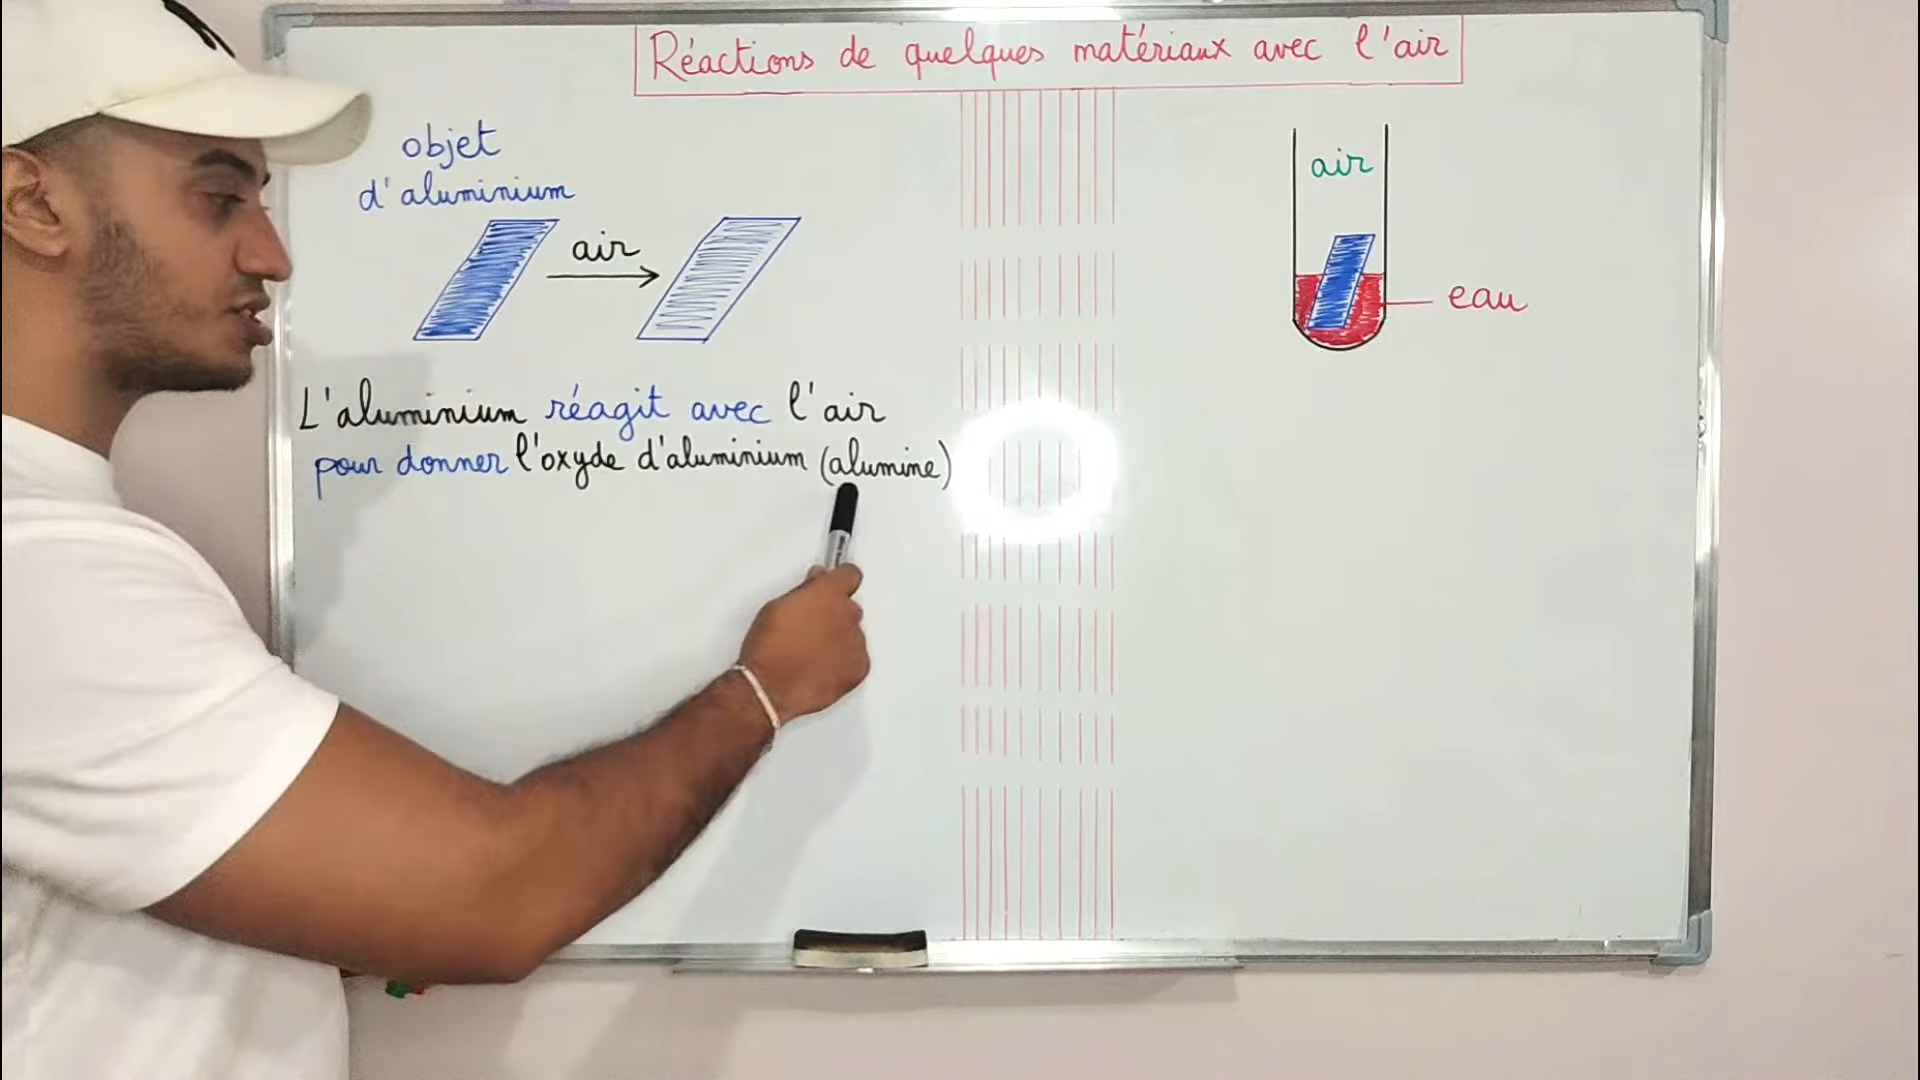 Réactions de quelques matériaux avec l'air
objet
d'aluminium
air
L'aluminium réagit avec l'air
pour donner l'oxyde d'aluminium (alumine)
air
eau